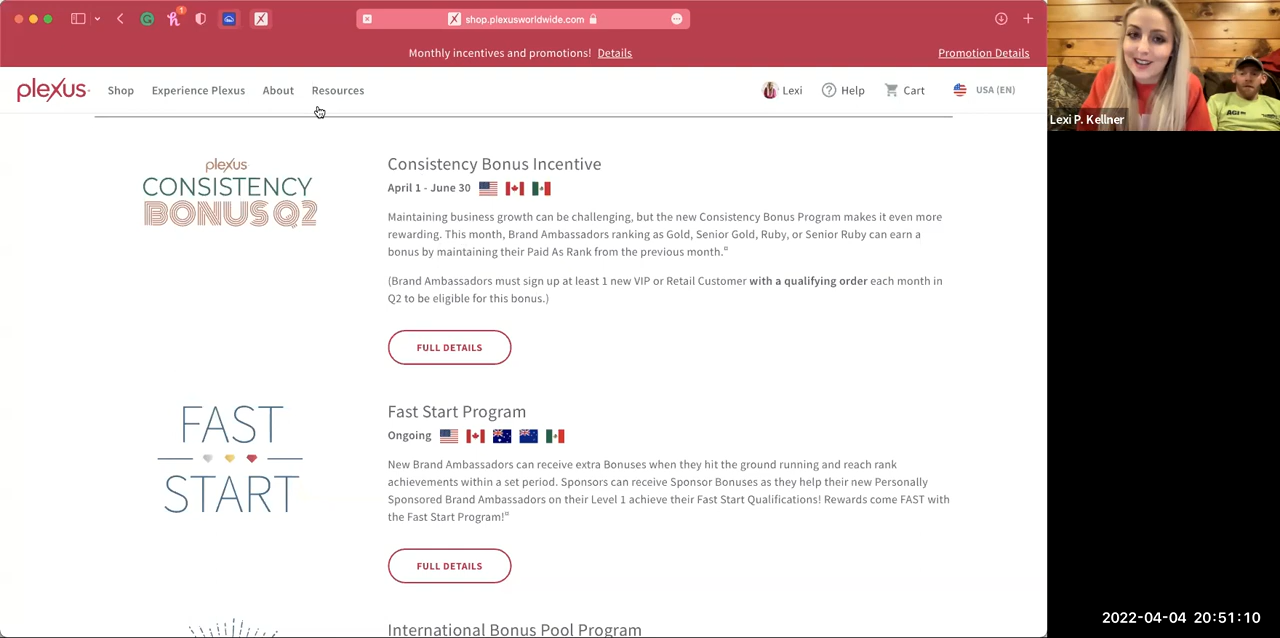 shop.plexusworldwide.com
1
Monthly incentives and promotions! Details
Promotion Details
plexus
Shop
Experience Plexus
About
Resources
Lexi
Help
Cart
USA (EN)
plexus
CONSISTENCY
BONUS Q2
Consistency Bonus Incentive
April 1 - June 30
Maintaining business growth can be challenging, but the new Consistency Bonus Program makes it even more
rewarding. This month, Brand Ambassadors ranking as Gold, Senior Gold, Ruby, or Senior Ruby can earn a
bonus by maintaining their Paid As Rank from the previous month.¤
(Brand Ambassadors must sign up at least 1 new VIP or Retail Customer with a qualifying order each month in
Q2 to be eligible for this bonus.)
FULL DETAILS
FAST
START
Fast Start Program
Ongoing
New Brand Ambassadors can receive extra Bonuses when they hit the ground running and reach rank
achievements within a set period. Sponsors can receive Sponsor Bonuses as they help their new Personally
Sponsored Brand Ambassadors on their Level 1 achieve their Fast Start Qualifications! Rewards come FAST with
the Fast Start Program!¤
FULL DETAILS
International Bonus Pool Program
Lexi P. Kellner
AGI
2022-04-04 20:51:10